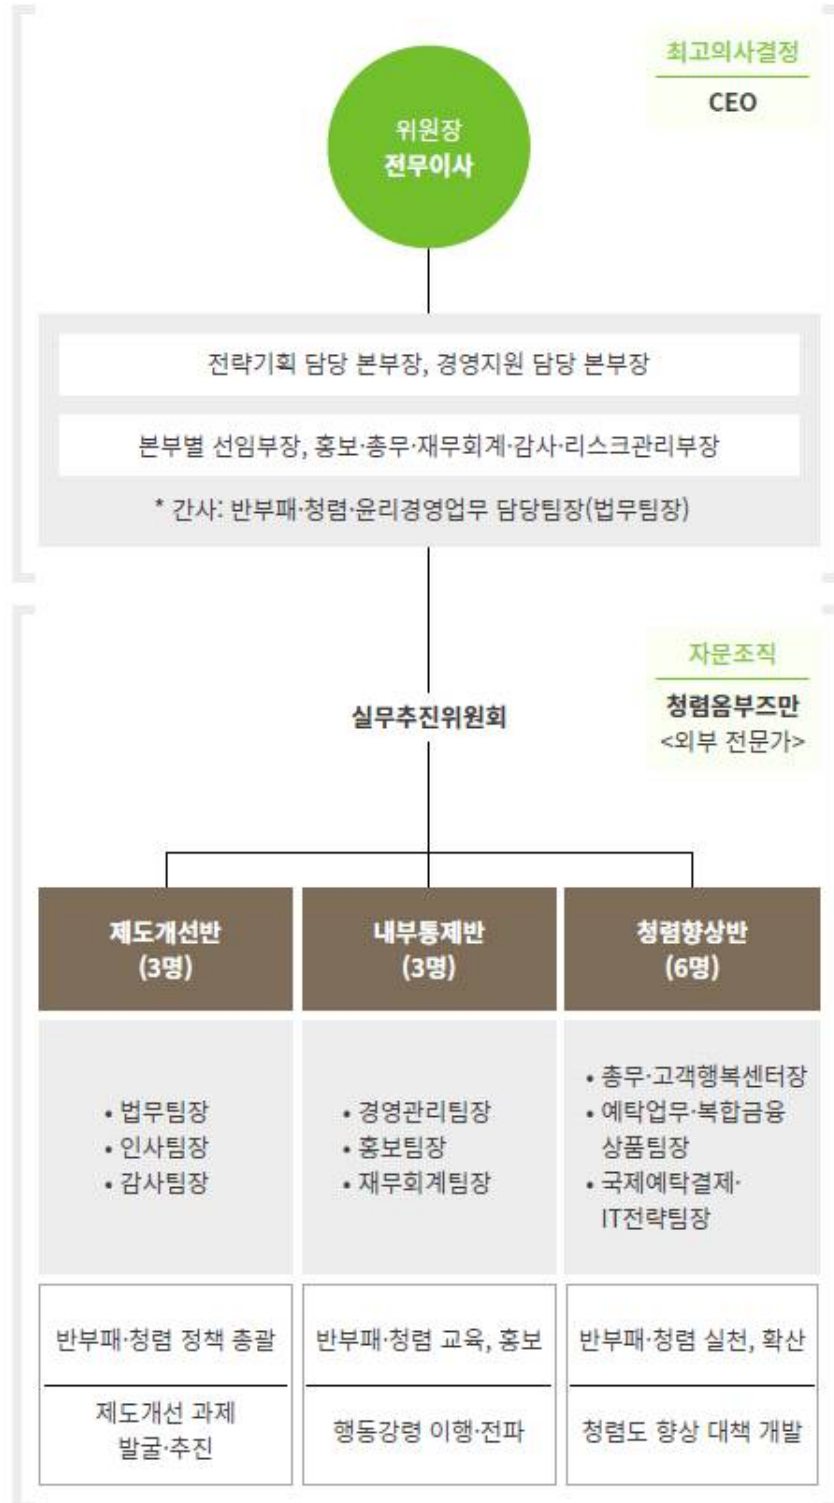 최고의사결정
CEO
위원장
전무이사
전략기획 담당 본부장, 경영지원 담당 본부장
본부별 선임부장, 홍보·총무·재무회계·감사·리스크관리부장
* 간사: 반부패·청렴·윤리경영업무 담당팀장(법무팀장)
자문조직
청렴옴부즈만
<외부 전문가>
실무추진위원회
제도개선반
(3명)
• 법무팀장
• 인사팀장
• 감사팀장
반부패·청렴 정책 총괄
제도개선 과제
발굴·추진
내부통제반
(3명)
• 경영관리팀장
• 홍보팀장
• 재무회계팀장
반부패·청렴 교육, 홍보
행동강령 이행·전파
청렴향상반
(6명)
• 총무·고객행복센터장
• 예탁업무·복합금융
상품팀장
• 국제예탁결제·
IT전략팀장
반부패·청렴 실천, 확산
청렴도 향상 대책 개발